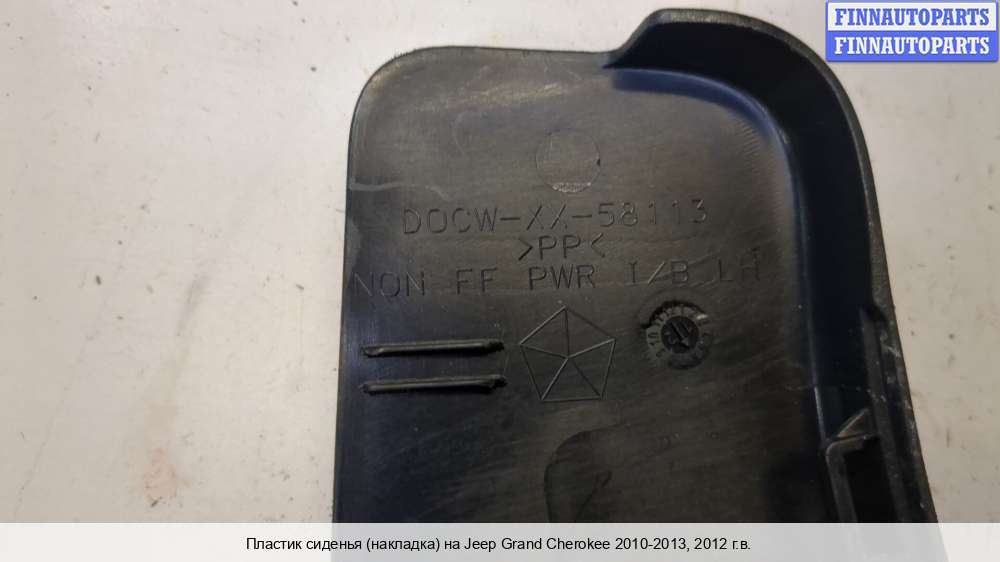 FINNAUTOPARTS
FINNAUTOPARTS
DOCW-XX-58113
>PP<
NON FF PWR I/B LH
Пластик сиденья (накладка) на Jeep Grand Cherokee 2010-2013, 2012 г.в.